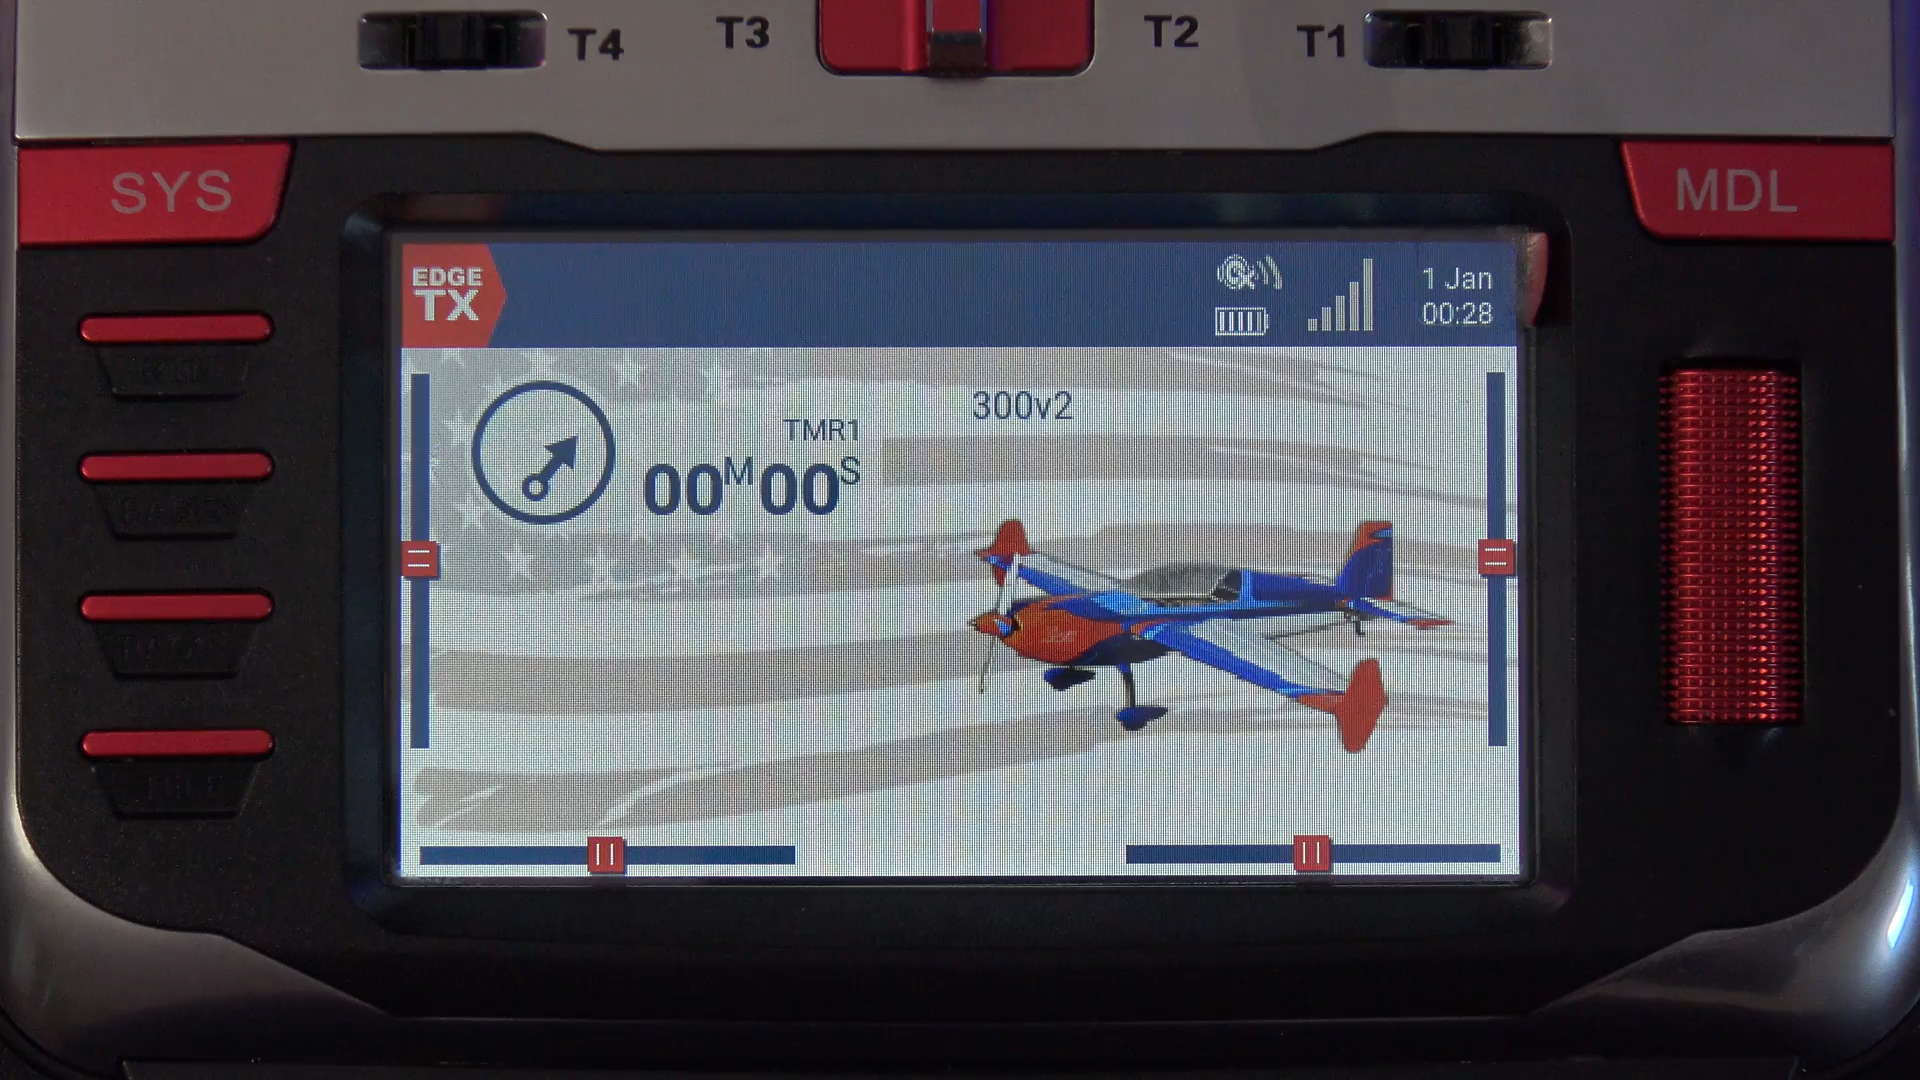 T4
T3
T2
T1
SYS
MDL
EDGE
TX
1 Jan
00:28
300v2
TMR1
00M00S